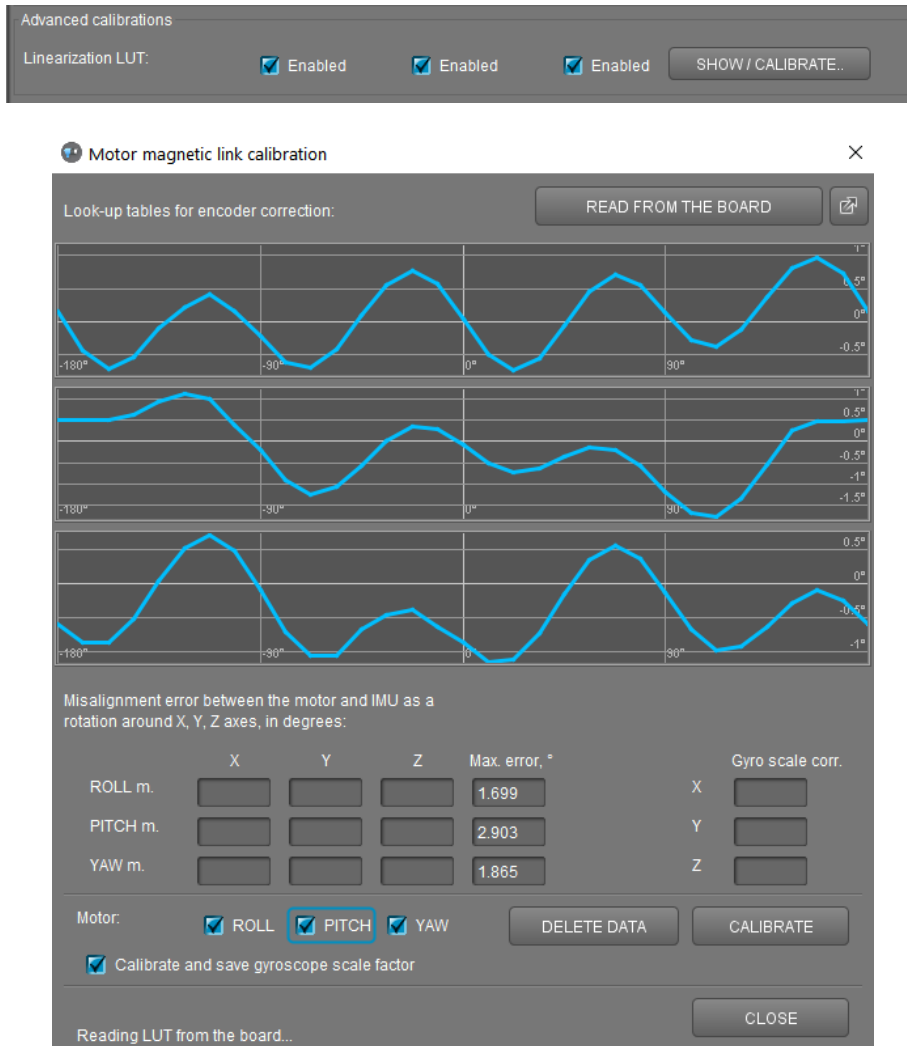 Advanced calibrations
Linearization LUT: Enabled Enabled Enabled SHOW / CALIBRATE..
Motor magnetic link calibration
Look-up tables for encoder correction: READ FROM THE BOARD
1°
0.5°
0°
-0.5°
-180° -90° 0° 90°
1°
0.5°
0°
-0.5°
-1°
-1.5°
-180° -90° 0° 90
0.5°
0°
-0.5°
-1°
-180° -90° 0° 90°
Misalignment error between the motor and IMU as a
rotation around X, Y, Z axes, in degrees:
X Y Z Max. error, ° Gyro scale corr.
ROLL m. 1.699 X
PITCH m. 2.903 Y
YAW m. 1.865 Z
Motor: ROLL PITCH YAW DELETE DATA CALIBRATE
Calibrate and save gyroscope scale factor
CLOSE
Reading LUT from the board...